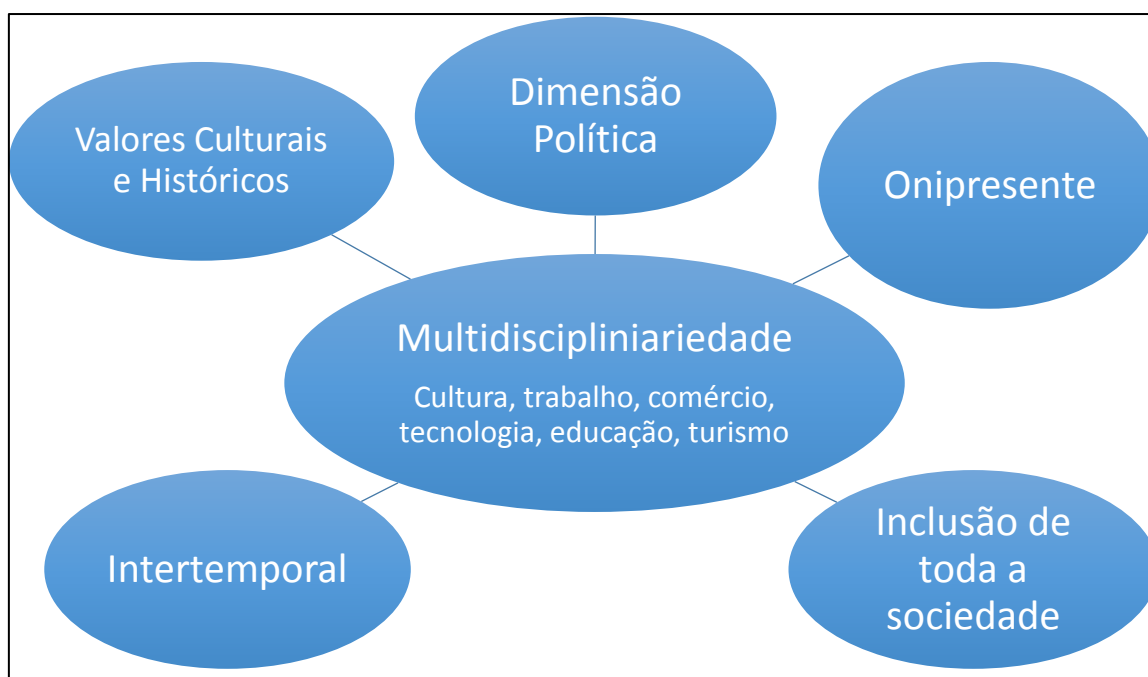 Valores Culturais
e Históricos
Dimensão
Política
Onipresente
Multidisciplinariedade
Cultura, trabalho, comércio,
tecnologia, educação, turismo
Intertemporal
Inclusão de
toda a
sociedade